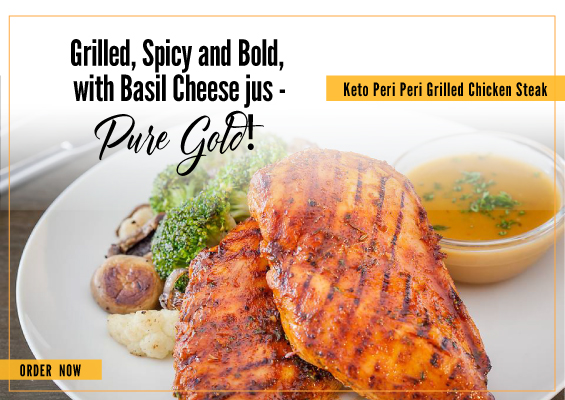 Grilled, Spicy and Bold,
with Basil Cheese jus -
Pure Gold!
Keto Peri Peri Grilled Chicken Steak
ORDER NOW